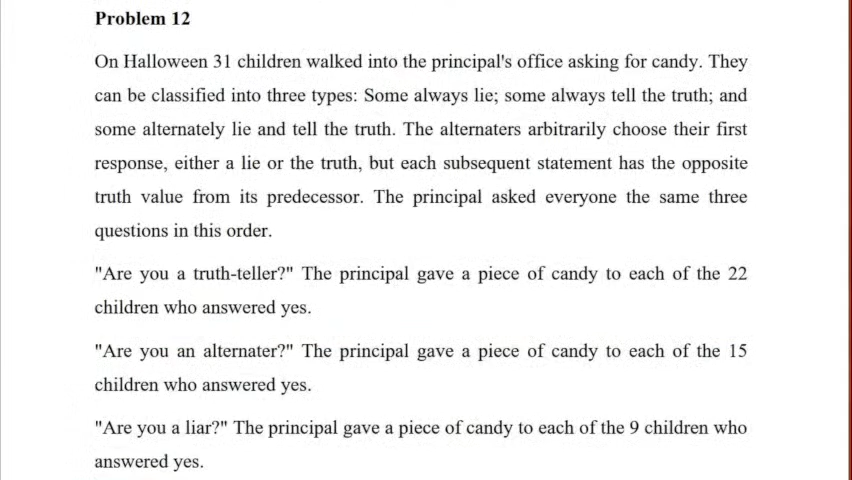 Problem 12
On Halloween 31 children walked into the principal's office asking for candy. They
can be classified into three types: Some always lie; some always tell the truth; and
some alternately lie and tell the truth. The alternaters arbitrarily choose their first
response, either a lie or the truth, but each subsequent statement has the opposite
truth value from its predecessor. The principal asked everyone the same three
questions in this order.
"Are you a truth-teller?" The principal gave a piece of candy to each of the 22
children who answered yes.
"Are you an alternater?" The principal gave a piece of candy to each of the 15
children who answered yes.
"Are you a liar?" The principal gave a piece of candy to each of the 9 children who
answered yes.